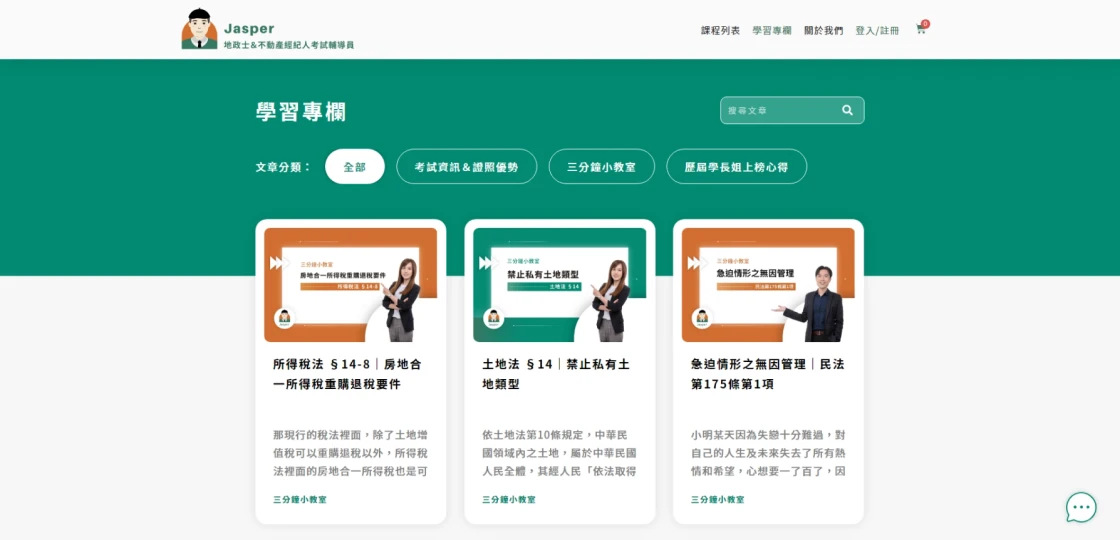 Jasper
地政士&不動產經紀人考試輔導員
課程列表 學習專欄 關於我們 登入/註冊 0
學習專欄
搜尋文章
文章分類： 全部 考試資訊&證照優勢 三分鐘小教室 歷屆學長姐上榜心得
三分鐘小教室
房地合一所得稅重購退稅要件
所得稅法 §14-8
三分鐘小教室
禁止私有土地類型
土地法 §14
三分鐘小教室
急迫情形之無因管理
民法第175條第1項
所得稅法 §14-8｜房地合
一所得稅重購退稅要件
那現行的稅法裡面，除了土地增
值稅可以重購退稅以外，所得稅
法裡面的房地合一所得稅也是可
三分鐘小教室
土地法 §14｜禁止私有土
地類型
依土地法第10條規定，中華民
國領域內之土地，屬於中華民國
人民全體，其經人民「依法取得
三分鐘小教室
急迫情形之無因管理｜民法
第175條第1項
小明某天因為失戀十分難過，對
自己的人生及未來失去了所有熱
情和希望，心想要一了百了，因
三分鐘小教室